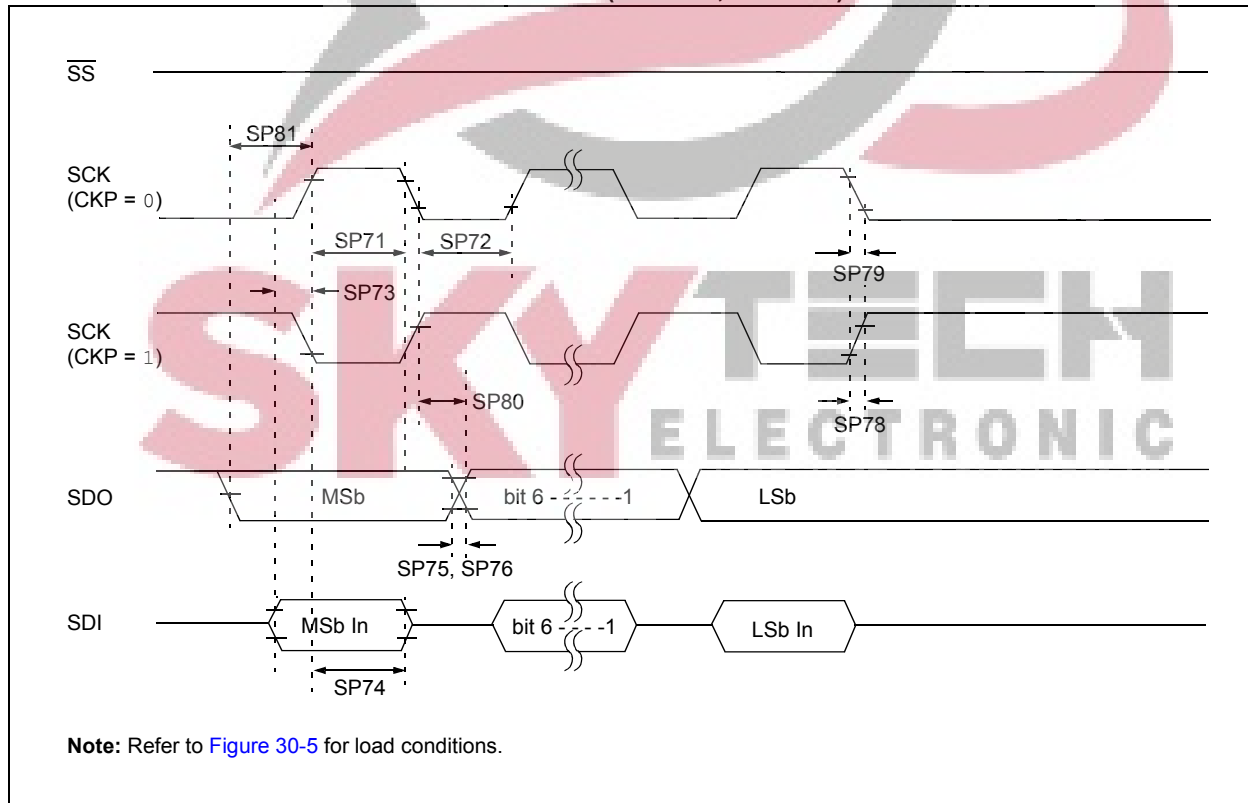 SS
SP81
SCK
(CKP = 0)
SP71
SP72
SP79
SP73
SCK
(CKP = 1)
SP80
SP78
SKYTECH
ELECTRONIC
SDO
MSb
bit 6 - - - - - - -1
LSb
SP75, SP76
SDI
MSb In
bit 6 - - - - -1
LSb In
SP74
Note: Refer to Figure 30-5 for load conditions.